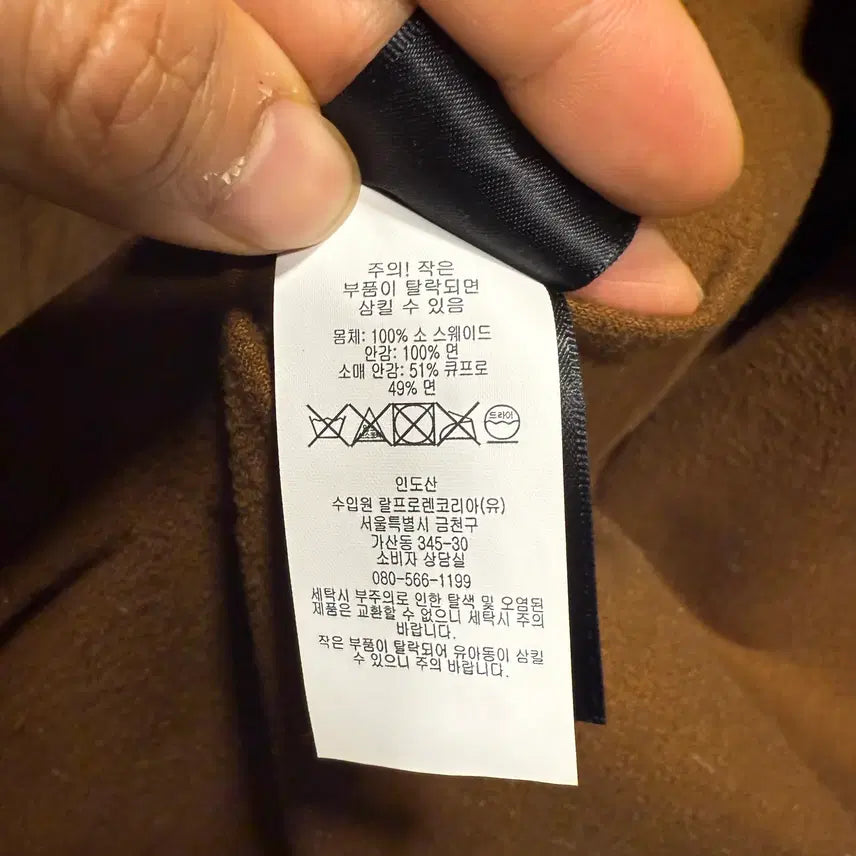 주의! 작은
부품이 탈락되면
삼킬 수 있음
몸체: 100% 소 스웨이드
안감: 100% 면
소매 안감: 51% 큐프로
49% 면
드라이
인도산
수입원 랄프로렌코리아(유)
서울특별시 금천구
가산동 345-30
소비자 상담실
080-566-1199
세탁시 부주의로 인한 탈색 및 오염된
제품은 교환할 수 없으니 세탁시 주의
바랍니다.
작은 부품이 탈락되어 유아동이 삼킬
수 있으니 주의 바랍니다.